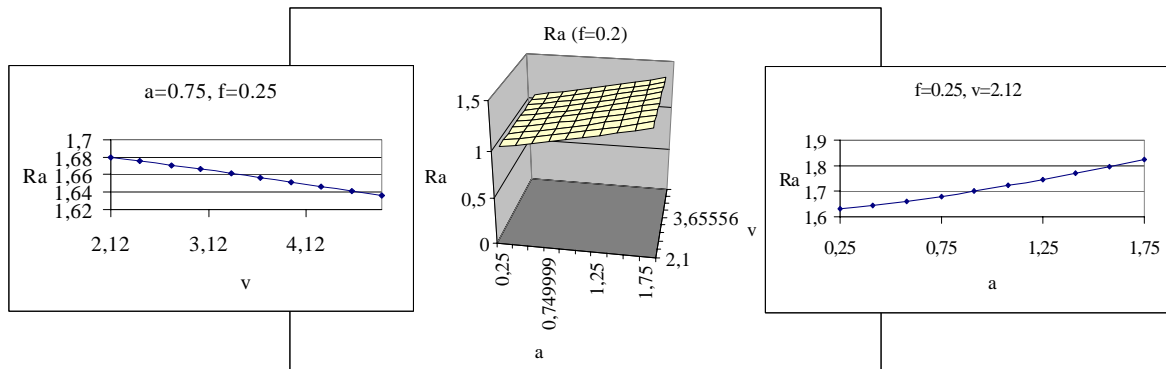 a=0.75, f=0.25
1,7
1,68
1,66
1,64
1,62
Ra
2,12 3,12 4,12
v
Ra (f=0.2)
1,5
1
0,5
0
Ra
0,25
0,749999
1,25
1,75
3,65556
2,1
v
a
f=0.25, v=2.12
1,9
1,8
1,7
1,6
Ra
0,25 0,75 1,25 1,75
a